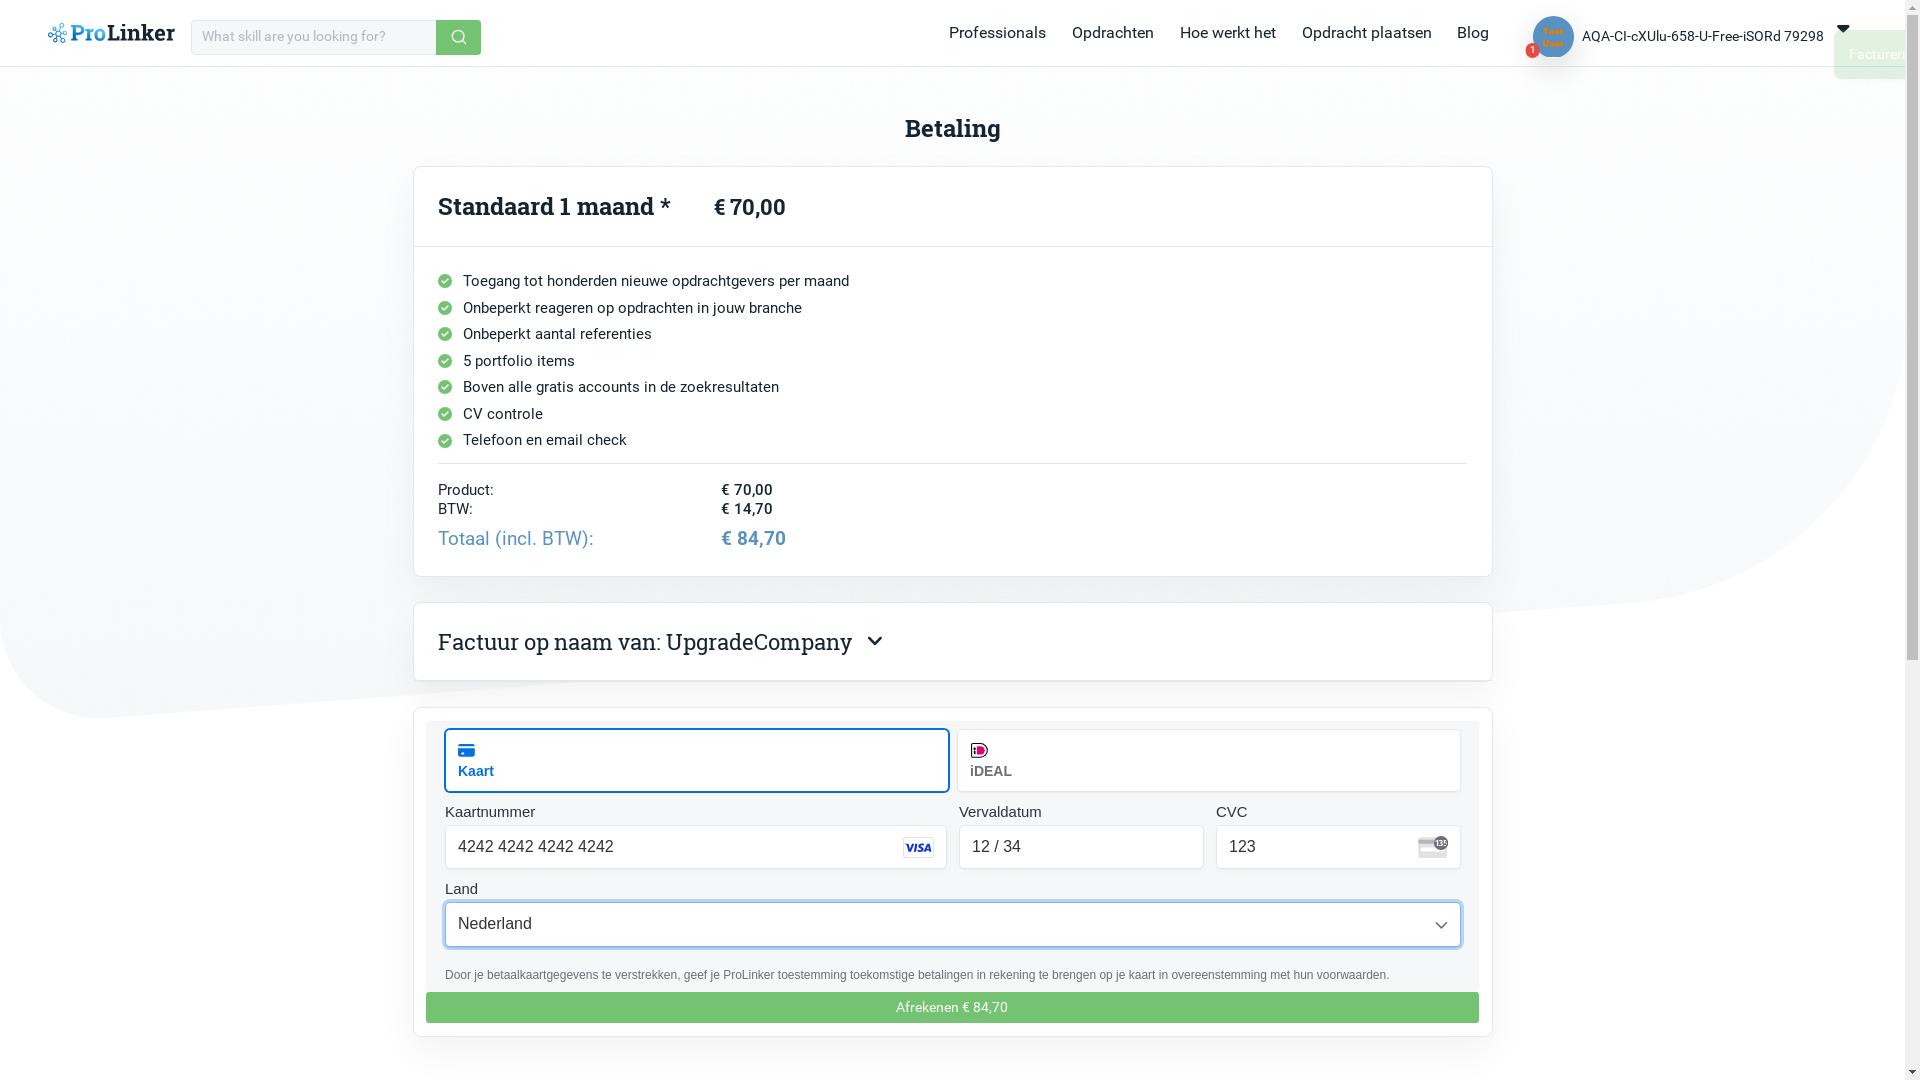 ProLinker
What skill are you looking for?
Professionals
Opdrachten
Hoe werkt het
Opdracht plaatsen
Blog
Test
User
1
AQA-CI-cXUlu-658-U-Free-iSORd 79298
Betaling
Standaard 1 maand * € 70,00
Toegang tot honderden nieuwe opdrachtgevers per maand
Onbeperkt reageren op opdrachten in jouw branche
Onbeperkt aantal referenties
5 portfolio items
Boven alle gratis accounts in de zoekresultaten
CV controle
Telefoon en email check
Product: € 70,00
BTW: € 14,70
Totaal (incl. BTW): € 84,70
Factuur op naam van: UpgradeCompany
Kaart
iDEAL
Kaartnummer
Vervaldatum
CVC
4242 4242 4242 4242
VISA
12 / 34
123
135
Land
Nederland
Door je betaalkaartgegevens te verstrekken, geef je ProLinker toestemming toekomstige betalingen in rekening te brengen op je kaart in overeenstemming met hun voorwaarden.
Afrekenen € 84,70